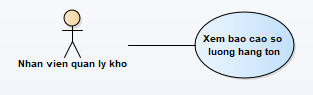 Xem bao cao so
luong hang ton
Nhan vien quan ly kho